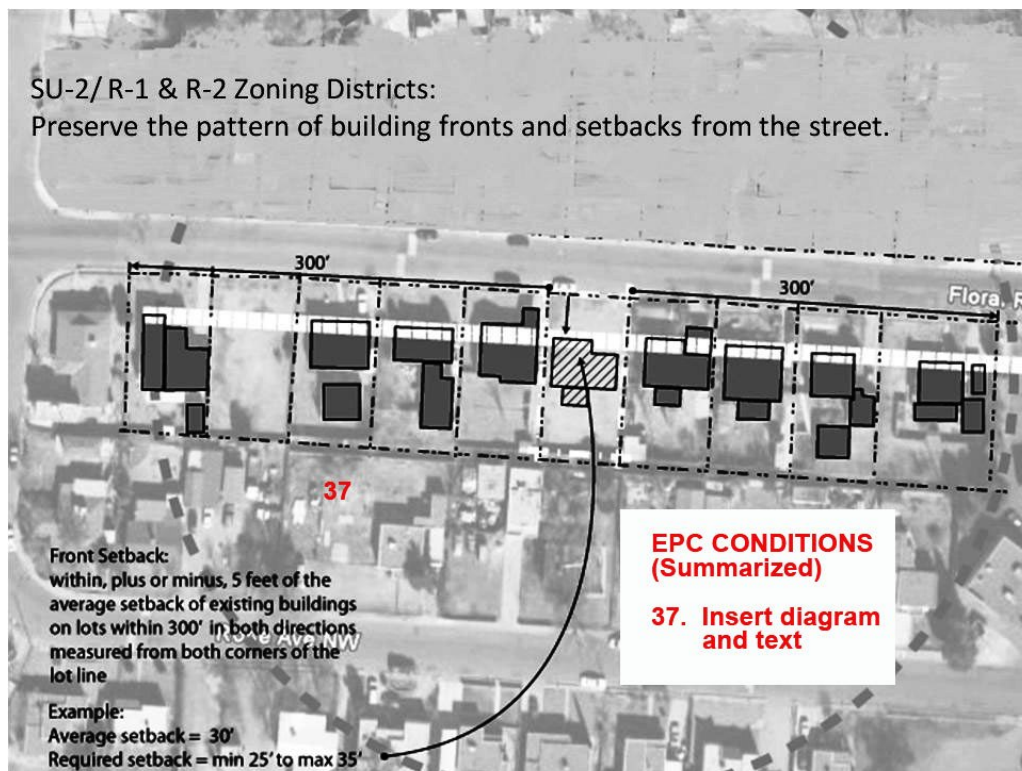 SU-2/ R-1 & R-2 Zoning Districts:
Preserve the pattern of building fronts and setbacks from the street.
300'
300'
Flora.
37
Front Setback:
within, plus or minus, 5 feet of the
average setback of existing buildings
on lots within 300' in both directions
measured from both corners of the
lot line
Ave NW
Example:
Average setback = 30'
Required setback = min 25' to max 35'
EPC CONDITIONS
(Summarized)
37. Insert diagram
and text